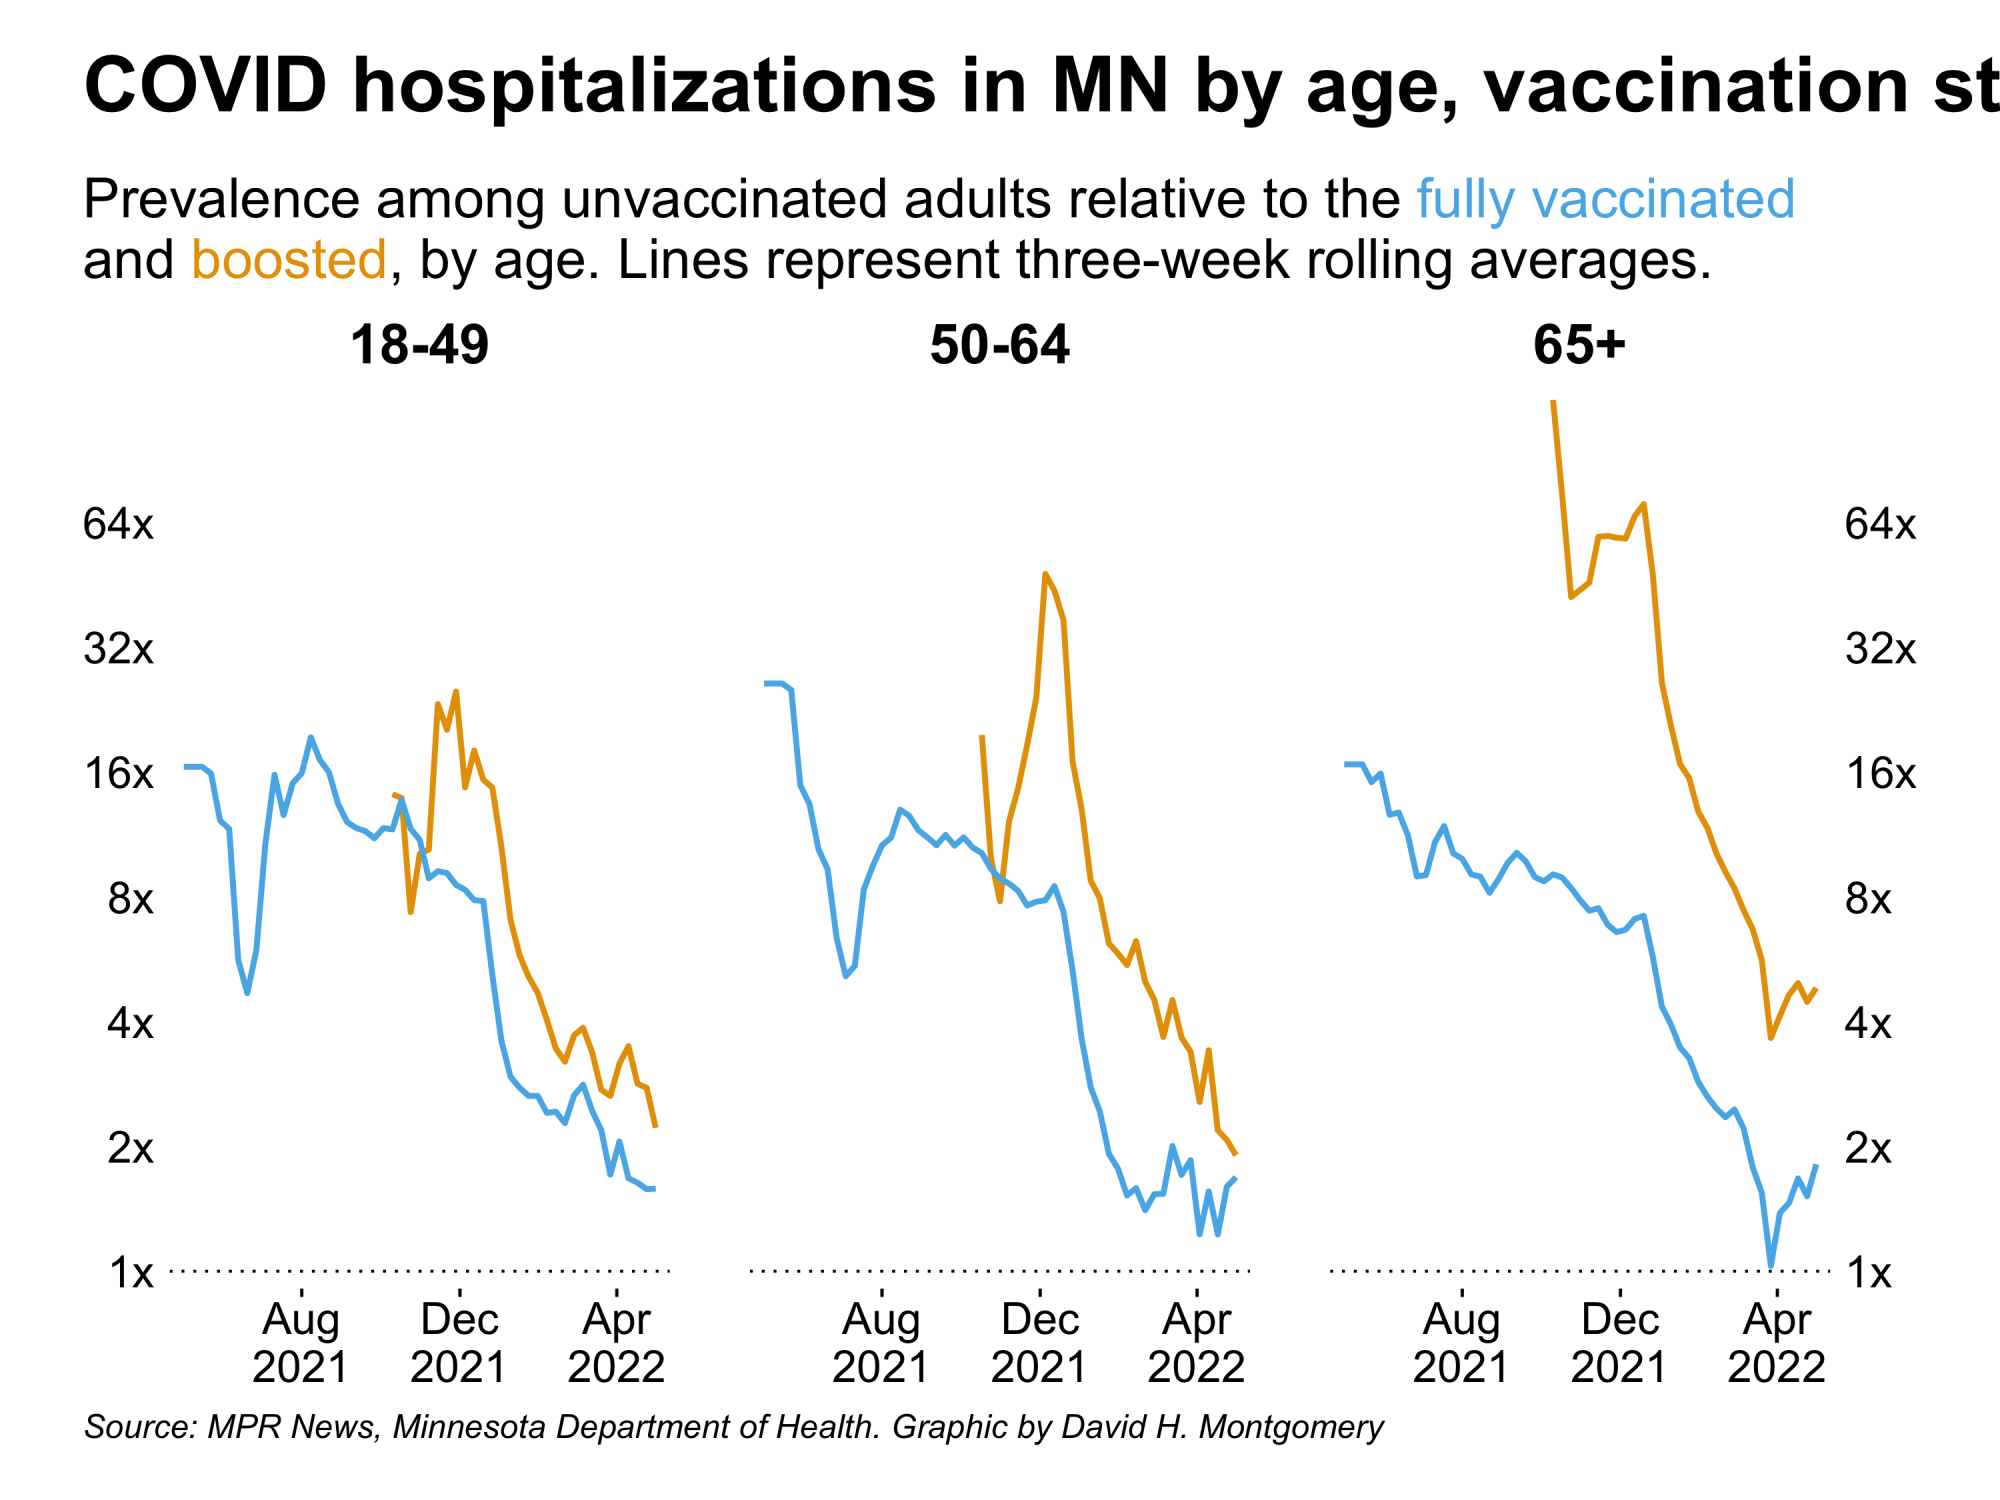 COVID hospitalizations in MN by age, vaccination st
Prevalence among unvaccinated adults relative to the fully vaccinated
and boosted, by age. Lines represent three-week rolling averages.
18-49 50-64 65+
64x 64x
32x 32x
16x 16x
8x 8x
4x 4x
2x 2x
1x 1x
Aug Dec Apr Aug Dec Apr Aug Dec Apr
2021 2021 2022 2021 2021 2022 2021 2021 2022
Source: MPR News, Minnesota Department of Health. Graphic by David H. Montgomery